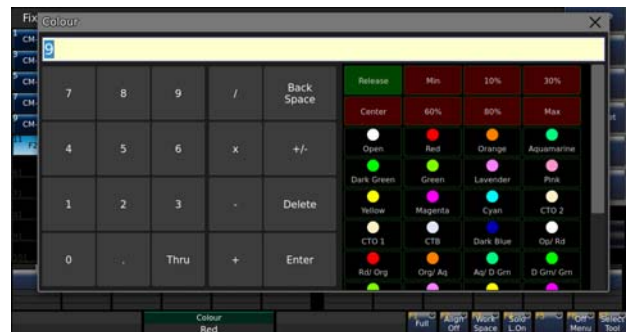 Fix
Colour
9
7 8 9 / Back Space
Release Min 10% 30%
Center 60% 80% Max
4 5 6 x +/-
Open Red Orange Aquamarine
Dark Green Green Lavender Pink
1 2 3 - Delete
Yellow Magenta Cyan CTO 2
CTO 1 CTB Dark Blue Op/ Rd
0 . Thru + Enter
Rd/ Org Org/ Aq Aq/ D Grn D Grn/ Grn
Colour
Red
Full Align Off Work Space Solo L.On Off Menu Select Tool